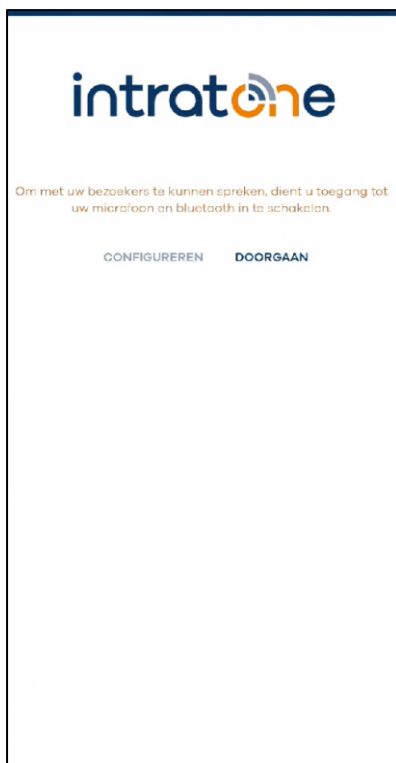 intratone
Om met uw bezoekers te kunnen spreken, dient u toegang tot
uw microfoon en bluetooth in te schakelen.
CONFIGUREREN DOORGAAN